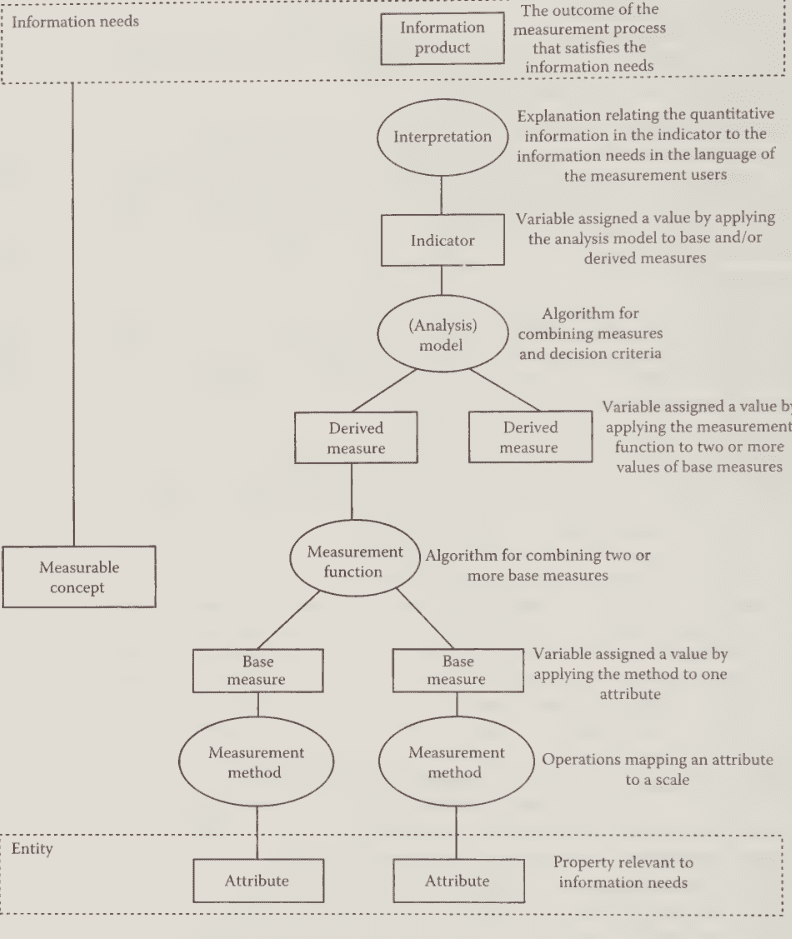 Information needs
Information
product
The outcome of the
measurement process
that satisfies the
information needs
Interpretation
Explanation relating the quantitative
information in the indicator to the
information needs in the language of
the measurement users
Indicator
Variable assigned a value by applying
the analysis model to base and/or
derived measures
(Analysis)
model
Algorithm for
combining measures
and decision criteria
Derived
measure
Derived
measure
Variable assigned a value by
applying the measurement
function to two or more
values of base measures
Measurable
concept
Measurement
function
Algorithm for combining two or
more base measures
Base
measure
Base
measure
Variable assigned a value by
applying the method to one
attribute
Measurement
method
Measurement
method
Operations mapping an attribute
to a scale
Entity
Attribute
Attribute
Property relevant to
information needs